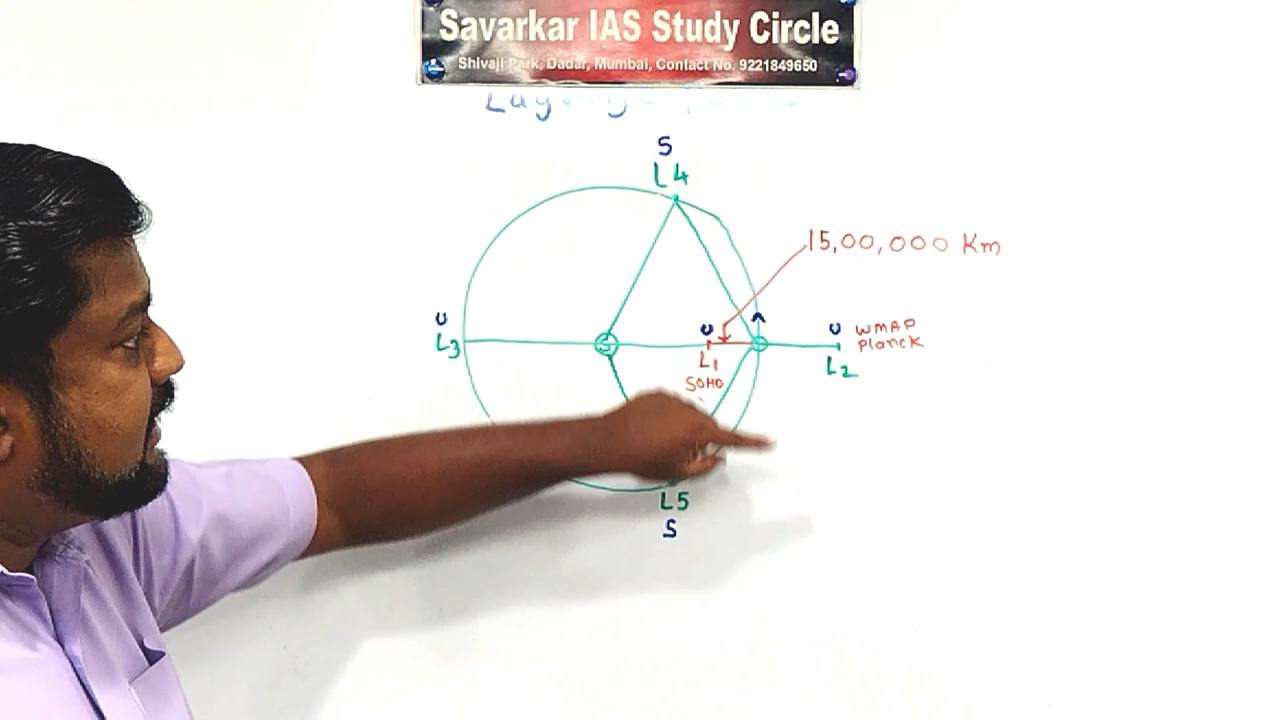 Savarkar IAS Study Circle
Shivaji Park, Dadar, Mumbai, Contact No. 9221849650
S
L4
15,00,000 Km
U
L3
S
U
L1
SOHO
U
L2
WMAP
Planck
L5
S